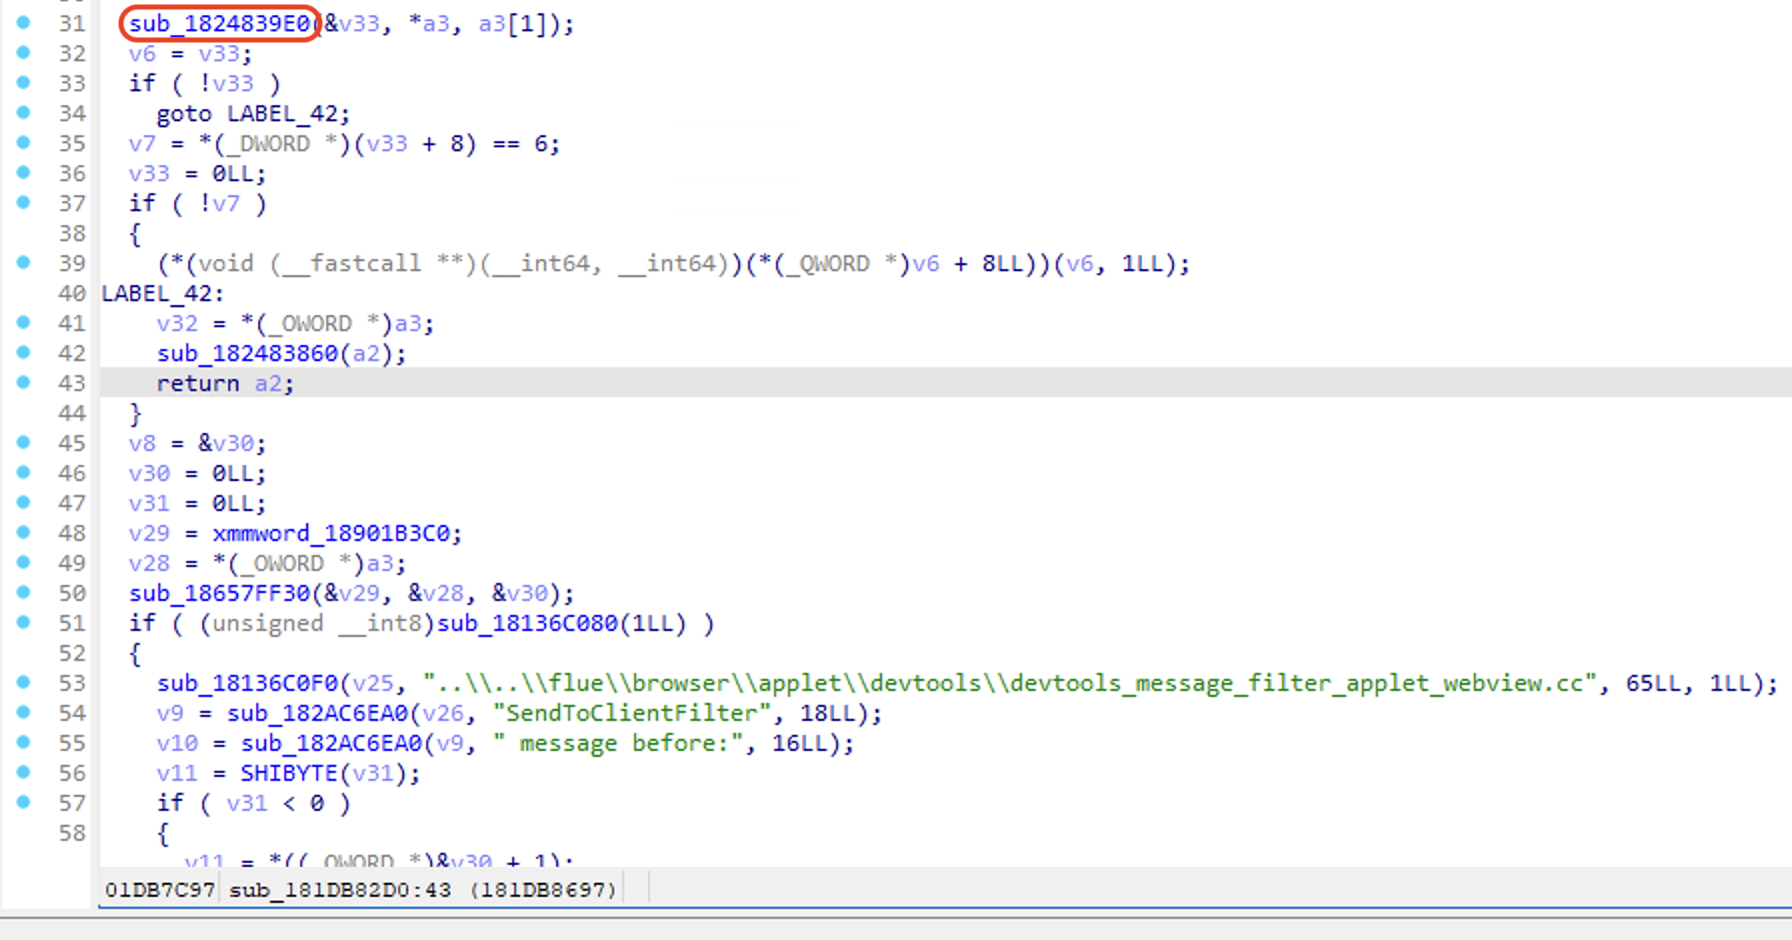 31 sub_1824839E0(&v33, *a3, a3[1]);
32 v6 = v33;
33 if ( !v33 )
34 goto LABEL_42;
35 v7 = *(_DWORD *)(v33 + 8) == 6;
36 v33 = 0LL;
37 if ( !v7 )
38 {
39 (*(void (__fastcall **)(__int64, __int64))(*(_QWORD *)v6 + 8LL))(v6, 1LL);
40 LABEL_42:
41 v32 = *(_OWORD *)a3;
42 sub_182483860(a2);
43 return a2;
44 }
45 v8 = &v30;
46 v30 = 0LL;
47 v31 = 0LL;
48 v29 = xmmword_18901B3C0;
49 v28 = *(_OWORD *)a3;
50 sub_18657FF30(&v29, &v28, &v30);
51 if ( (unsigned __int8)sub_18136C080(1LL) )
52 {
53 sub_18136C0F0(v25, "..\\..\\flue\\browser\\applet\\devtools\\devtools_message_filter_applet_webview.cc", 65LL, 1LL);
54 v9 = sub_182AC6EA0(v26, "SendToClientFilter", 18LL);
55 v10 = sub_182AC6EA0(v9, " message before:", 16LL);
56 v11 = SHIBYTE(v31);
57 if ( v31 < 0 )
58 {
v11 = *((_QWORD *)&v30 + 1);
01DB7C97 sub_181DB82D0:43 (181DB8697)